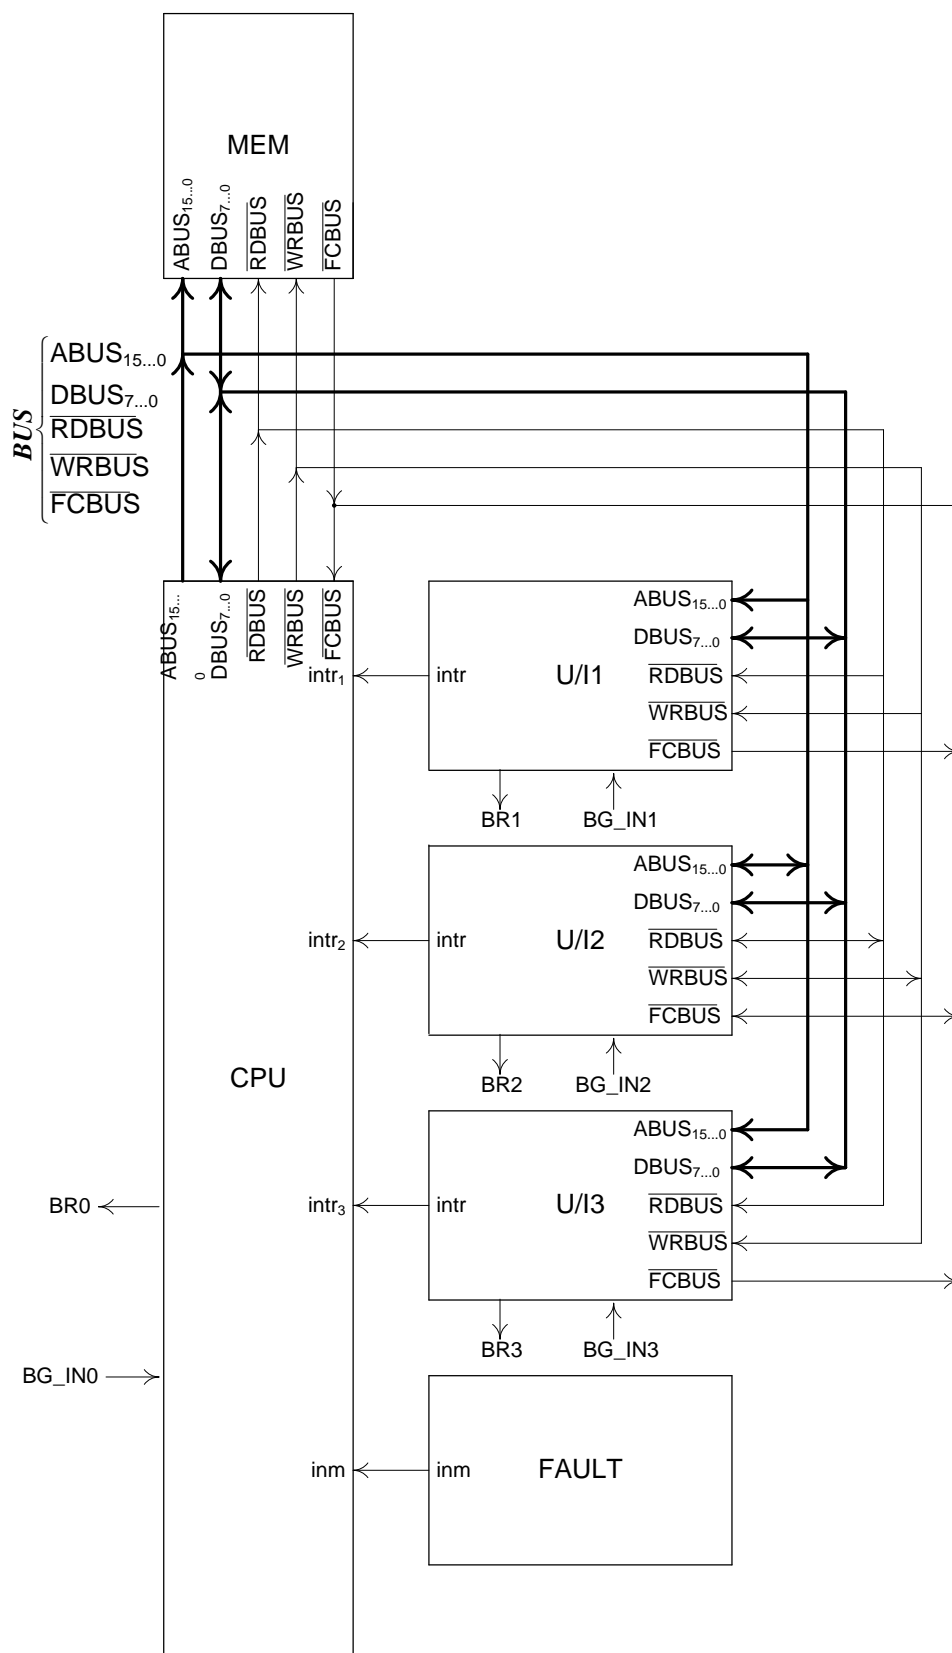 MEM
ABUS15...0
DBUS7...0
RDBUS
WRBUS
FCBUS
BUS
ABUS15...0
DBUS7...0
RDBUS
WRBUS
FCBUS
ABUS15...
0
DBUS7...0
RDBUS
WRBUS
FCBUS
CPU
intr1
intr2
intr3
inm
BR0
BG_IN0
U/I1
intr
ABUS15...0
DBUS7...0
RDBUS
WRBUS
FCBUS
BR1
BG_IN1
U/I2
intr
ABUS15...0
DBUS7...0
RDBUS
WRBUS
FCBUS
BR2
BG_IN2
U/I3
intr
ABUS15...0
DBUS7...0
RDBUS
WRBUS
FCBUS
BR3
BG_IN3
inm
FAULT